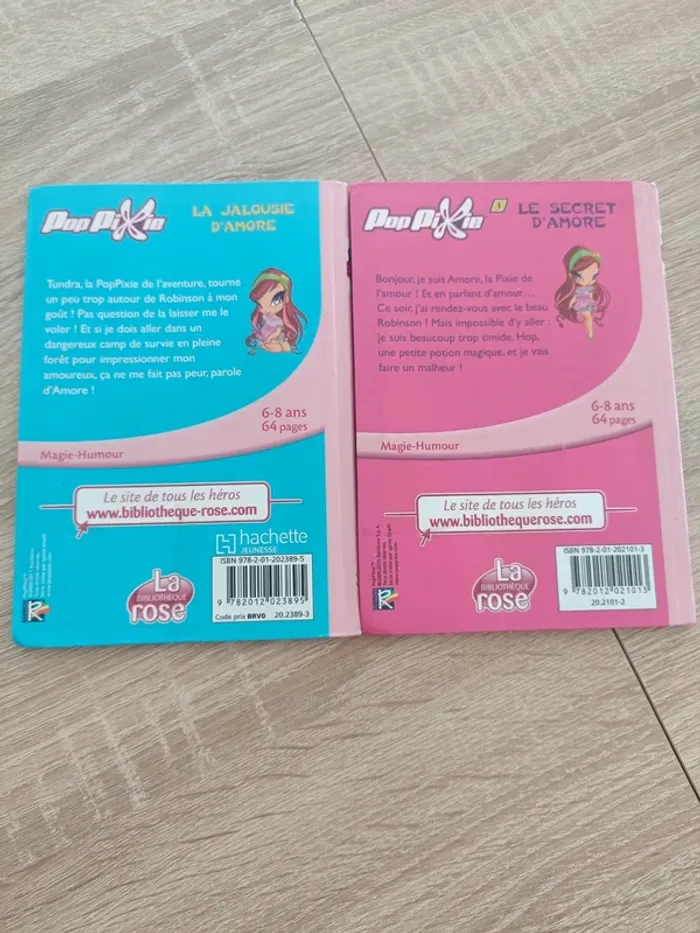 PopPixie
LA JALOUSIE
D'AMORE
Tundra, la PopPixie de l'aventure, tourne
un peu trop autour de Robinson à mon
goût ! Pas question de la laisser me le
voler ! Et si je dois aller dans un
dangereux camp de survie en pleine
forêt pour impressionner mon
amoureux, ça ne me fait pas peur, parole
d'Amore !
6-8 ans
64 pages
Magie-Humour
Le site de tous les héros
www.bibliotheque-rose.com
hachette
JEUNESSE
ISBN 978-2-01-202389-5
9 782012 023895
Code prix BRV0 20.2389-3
La
BIBLIOTHÈQUE
rose
PopPixie
1
LE SECRET
D'AMORE
Bonjour, je suis Amore, la Pixie de
l'amour ! Et en parlant d'amour…
Ce soir, j'ai rendez-vous avec le beau
Robinson ! Mais impossible d'y aller :
je suis beaucoup trop timide. Hop,
une petite potion magique, et je vais
faire un malheur !
6-8 ans
64 pages
Magie-Humour
Le site de tous les héros
www.bibliothequerose.com
ISBN 978-2-01-202101-3
9 782012 021013
20.2101-2
La
BIBLIOTHÈQUE
rose